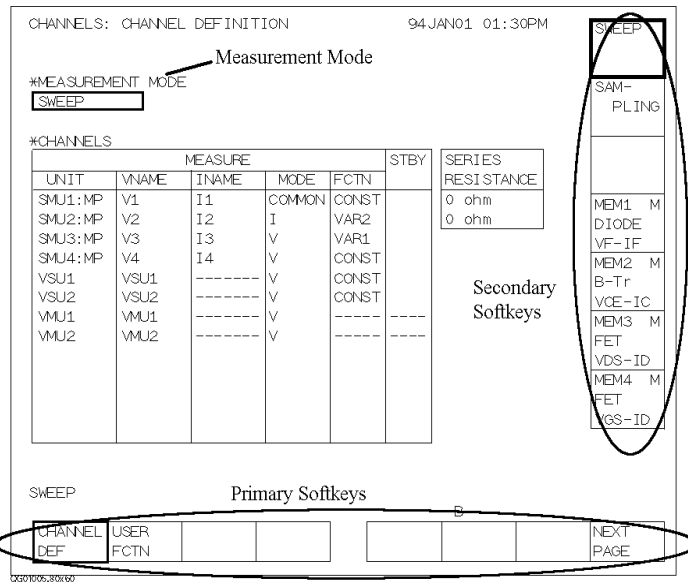 CHANNELS: CHANNEL DEFINITION 94JAN01 01:30PM
Measurement Mode
*MEASUREMENT MODE
SWEEP
*CHANNELS
MEASURE STBY SERIES
RESISTANCE
UNIT VNAME INAME MODE FCTN
SMU1:MP V1 I1 COMMON CONST 0 ohm
SMU2:MP V2 I2 I VAR2 0 ohm
SMU3:MP V3 I3 V VAR1
SMU4:MP V4 I4 V CONST
VSU1 VSU1 ------- V CONST
VSU2 VSU2 ------- V CONST
VMU1 VMU1 ------- V ----- ----
VMU2 VMU2 ------- V ----- ----
Secondary
Softkeys
SWEEP
SAM-
PLING
MEM1 M
DIODE
VF-IF
MEM2 M
B-Tr
VCE-IC
MEM3 M
FET
VDS-ID
MEM4 M
FET
VGS-ID
SWEEP
Primary Softkeys
B
CHANNEL
DEF
USER
FCTN
NEXT
PAGE
QG01005.80x60